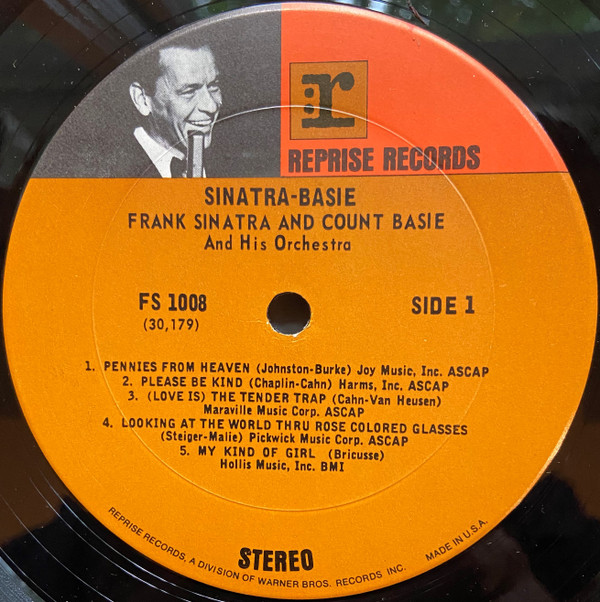 :r
REPRISE RECORDS
SINATRA-BASIE
FRANK SINATRA AND COUNT BASIE
And His Orchestra
FS 1008
SIDE 1
(30,179)
1. PENNIES FROM HEAVEN (Johnston-Burke) Joy Music, Inc. ASCAP
2. PLEASE BE KIND (Chaplin-Cahn) Harms, Inc. ASCAP
3. (LOVE IS) THE TENDER TRAP (Cahn-Van Heusen)
Maraville Music Corp. ASCAP
4. LOOKING AT THE WORLD THRU ROSE COLORED GLASSES
(Steiger-Malie) Pickwick Music Corp. ASCAP
5. MY KIND OF GIRL (Bricusse)
Hollis Music, Inc. BMI
STEREO
REPRISE RECORDS, A DIVISION OF WARNER BROS. RECORDS INC. MADE IN U.S.A.